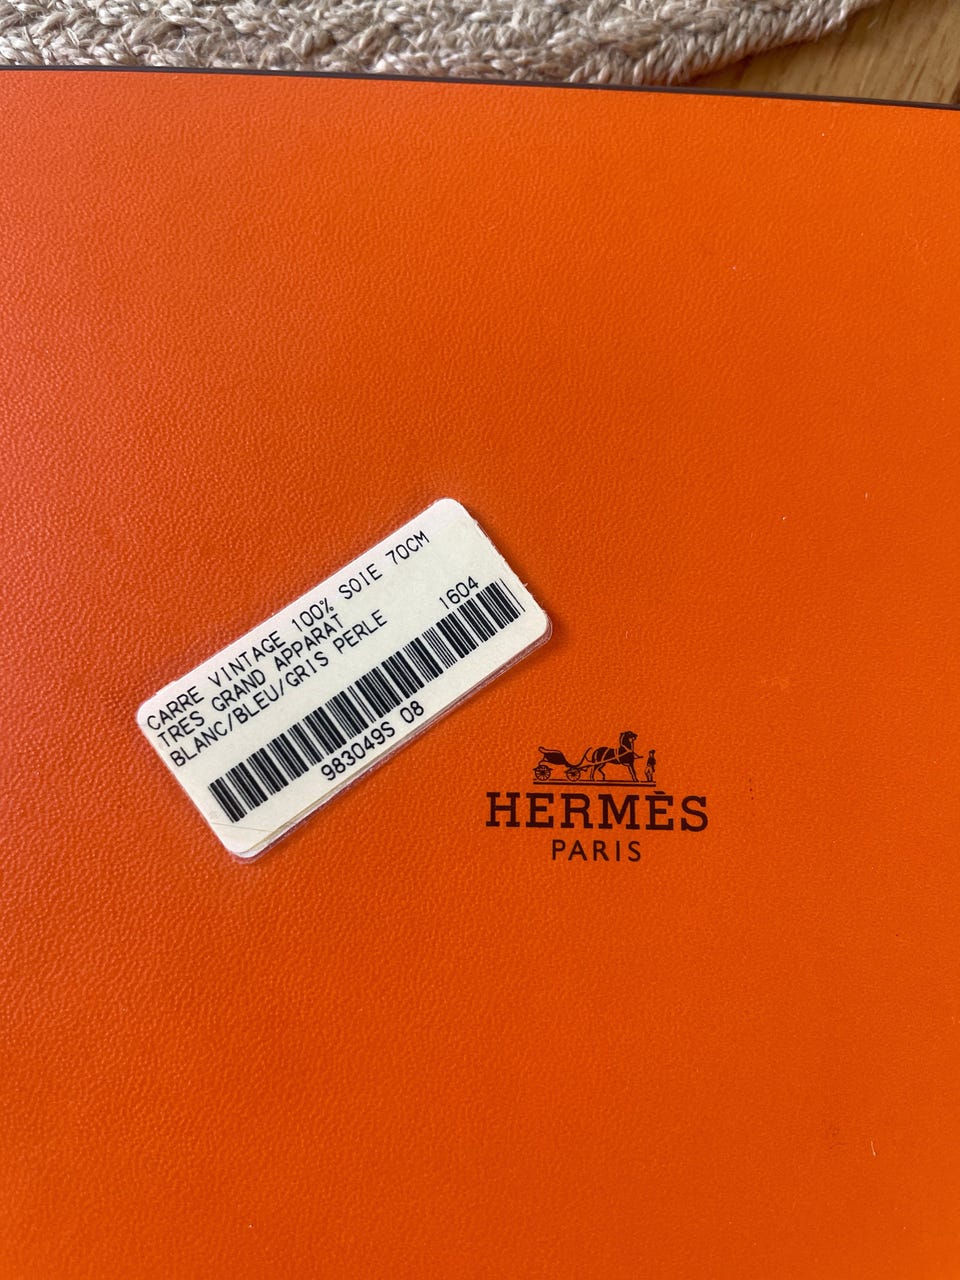 CARRE VINTAGE 100% SOIE 70CM
TRES GRAND APPARAT
BLANC/BLEU/GRIS PERLE 1604
983049S 08
HERMÈS
PARIS